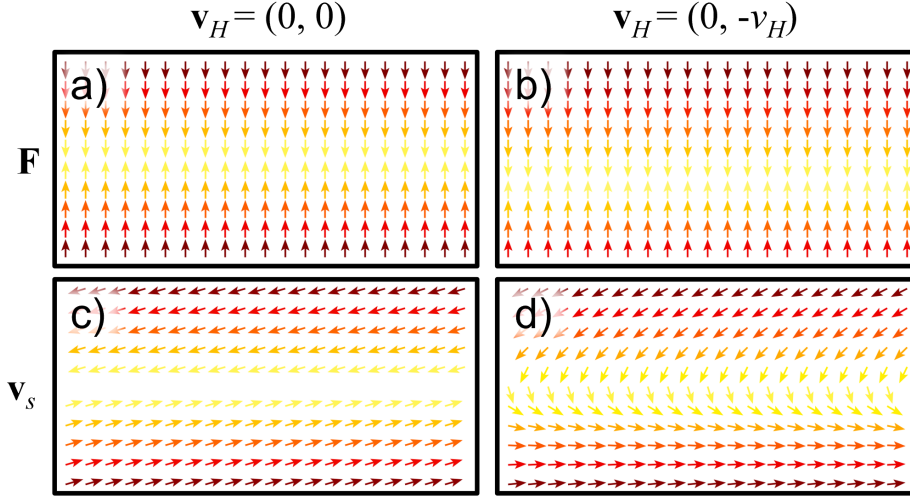 v_H = (0, 0) v_H = (0, -v_H)
a) b)
F
c) d)
v_s